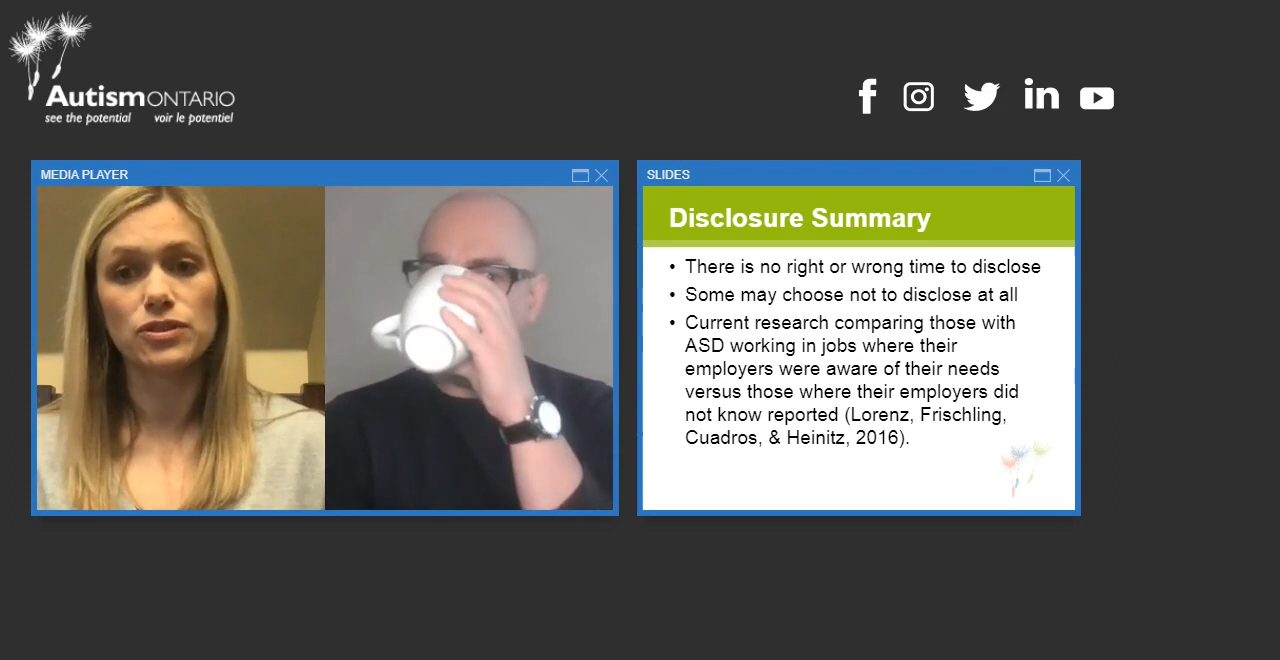 Autism ONTARIO
see the potential voir le potentiel
MEDIA PLAYER
SLIDES
Disclosure Summary
• There is no right or wrong time to disclose
• Some may choose not to disclose at all
• Current research comparing those with
ASD working in jobs where their
employers were aware of their needs
versus those where their employers did
not know reported (Lorenz, Frischling,
Cuadros, & Heinitz, 2016).